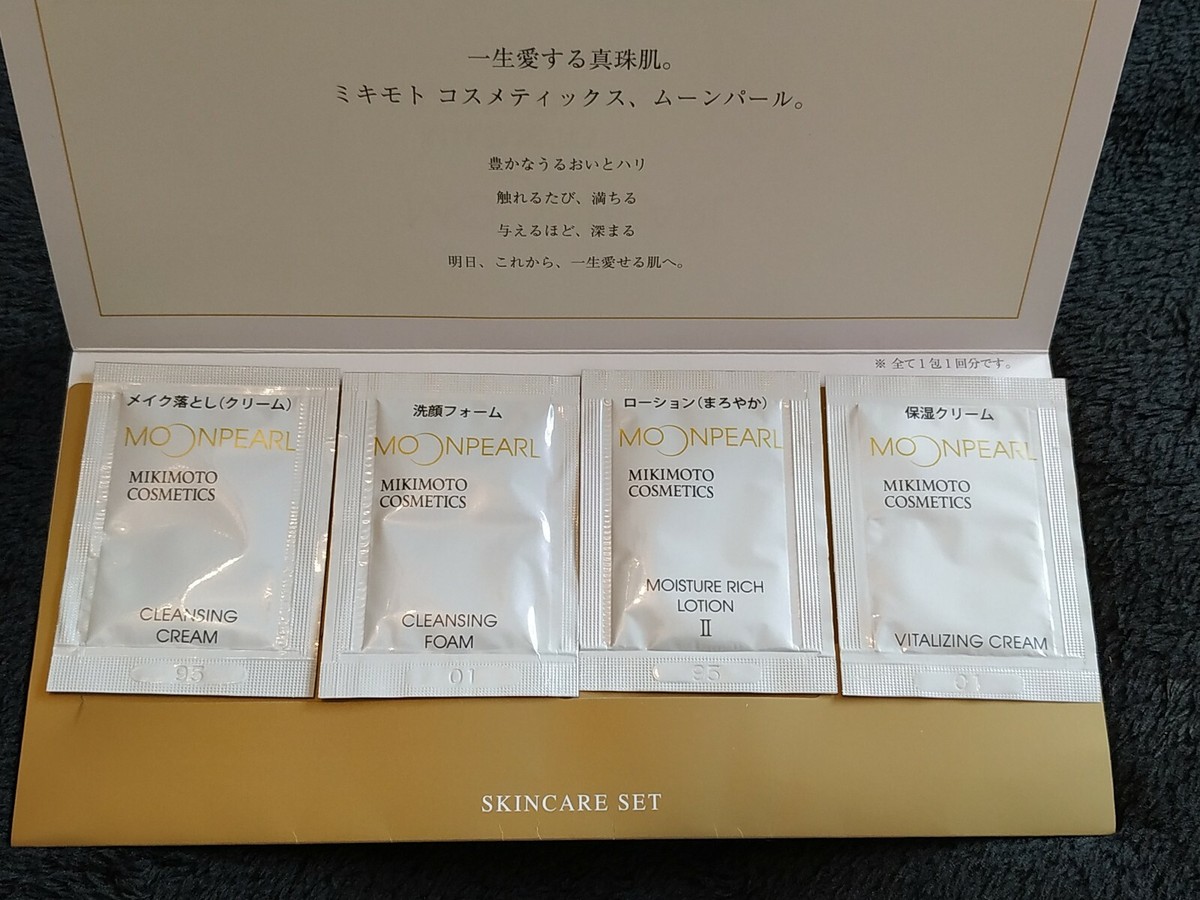 一生愛する真珠肌。
ミキモト コスメティックス、ムーンパール。
豊かなうるおいとハリ
触れるたび、満ちる
与えるほど、深まる
明日、これから、一生愛せる肌へ。
※ 全て1包1回分です。
メイク落とし(クリーム)
MOONPEARL
MIKIMOTO
COSMETICS
CLEANSING
CREAM
洗顔フォーム
MOONPEARL
MIKIMOTO
COSMETICS
CLEANSING
FOAM
01
ローション(まろやか)
MOONPEARL
MIKIMOTO
COSMETICS
MOISTURE RICH
LOTION
II
保湿クリーム
MOONPEARL
MIKIMOTO
COSMETICS
VITALIZING CREAM
SKINCARE SET